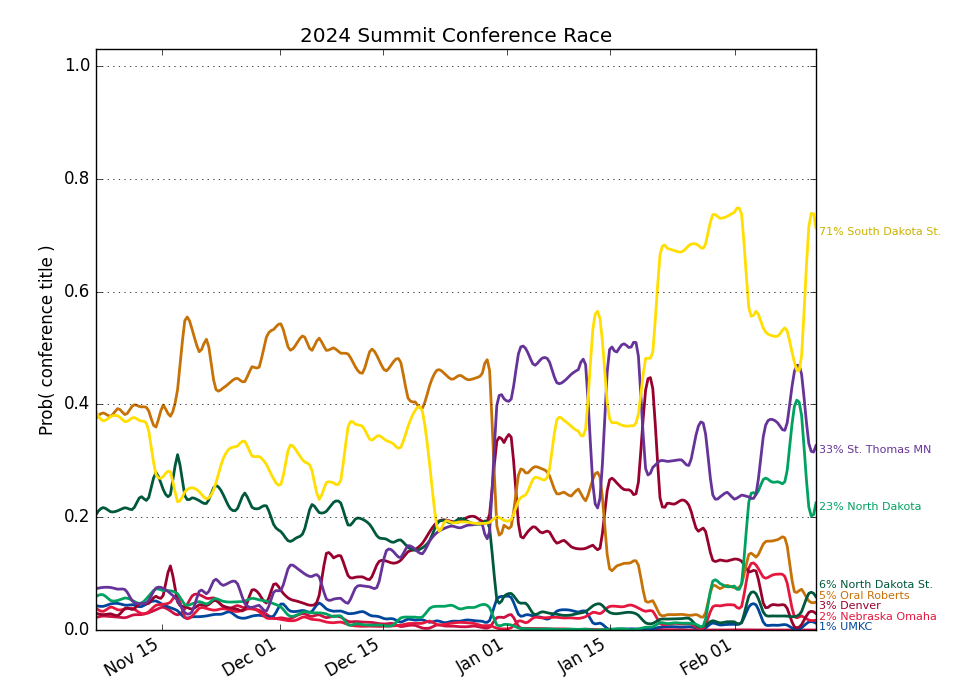 2024 Summit Conference Race
Prob( conference title )
1.0
0.8
0.6
0.4
0.2
0.0
Nov 15
Dec 01
Dec 15
Jan 01
Jan 15
Feb 01
71% South Dakota St.
33% St. Thomas MN
23% North Dakota
6% North Dakota St.
5% Oral Roberts
3% Denver
2% Nebraska Omaha
1% UMKC